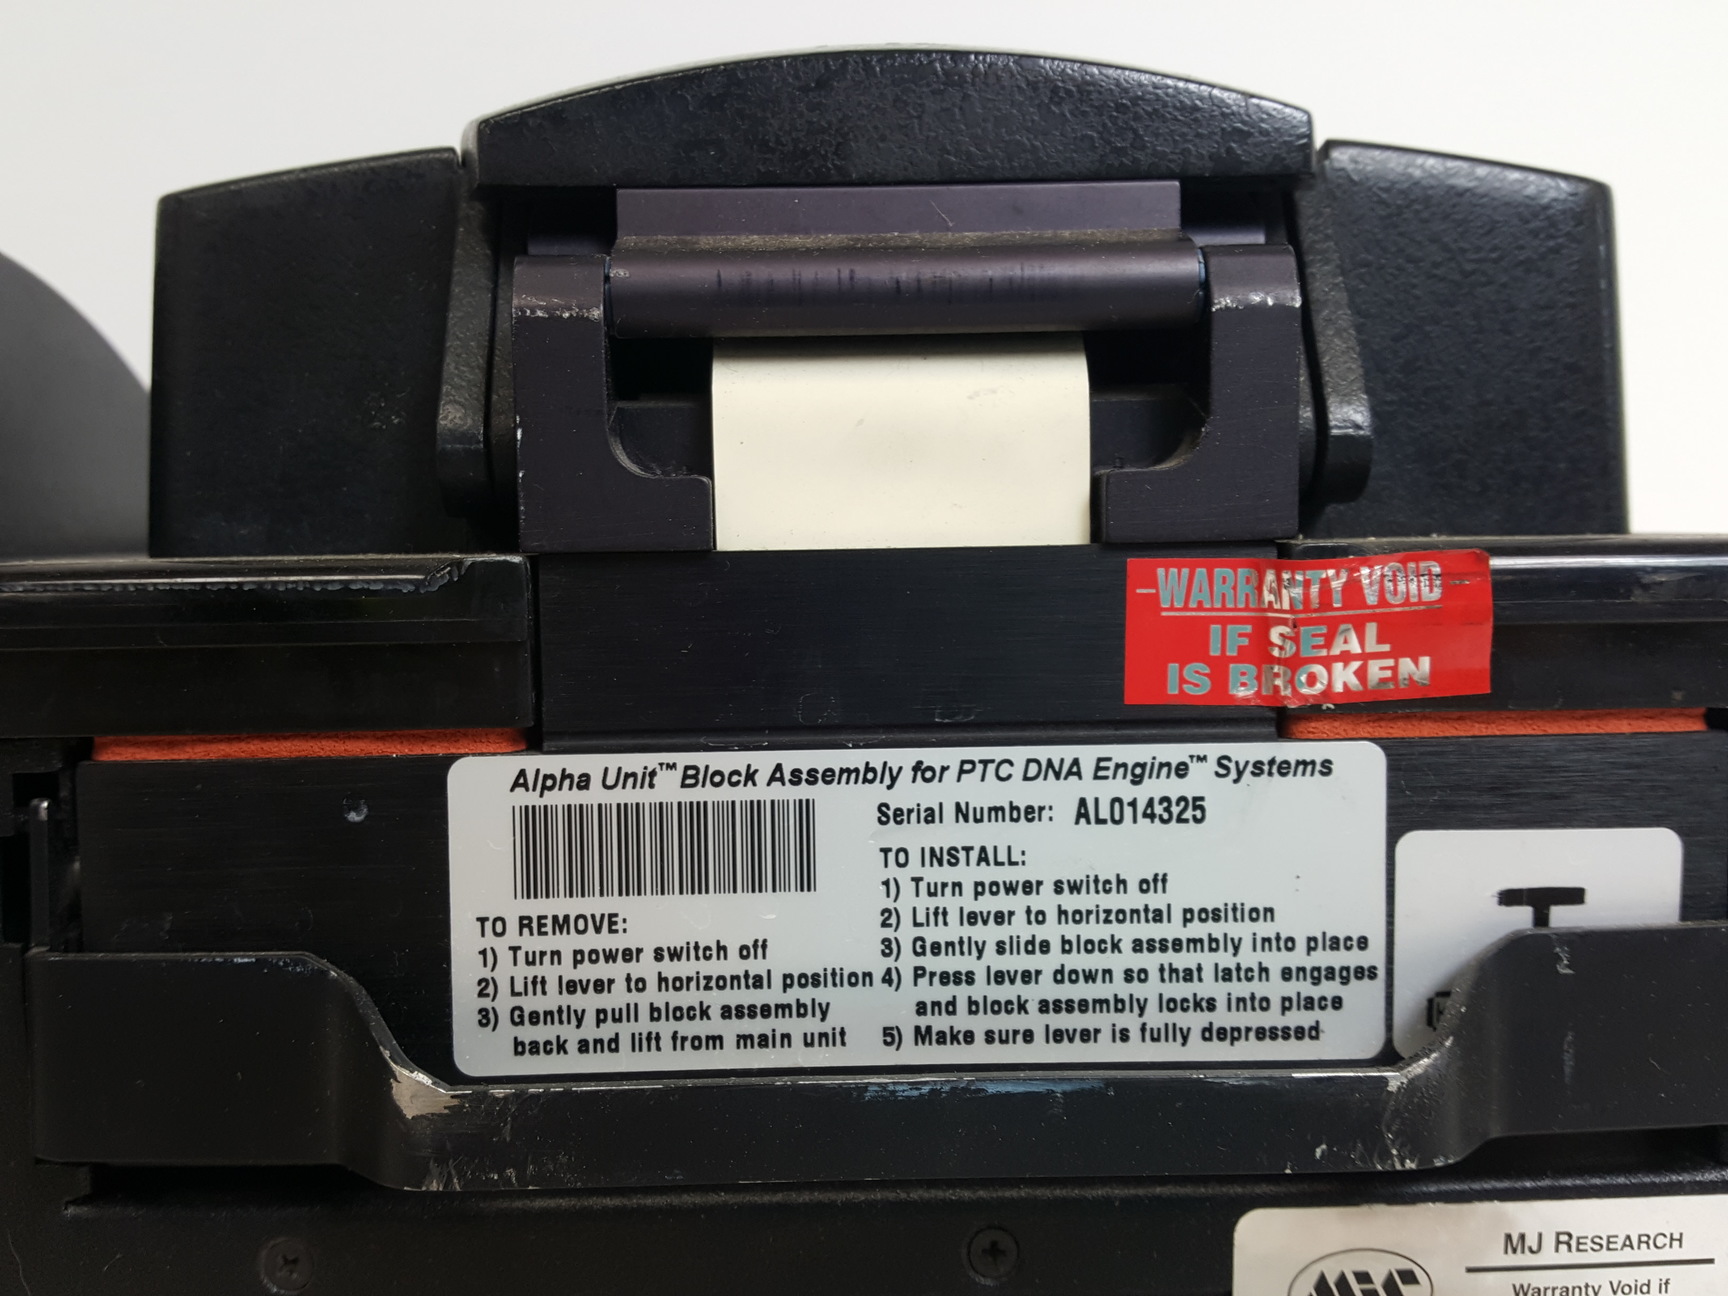 -WARRANTY VOID-
IF SEAL
IS BROKEN
Alpha Unit™ Block Assembly for PTC DNA Engine™ Systems
Serial Number: AL014325
TO REMOVE:
1) Turn power switch off
2) Lift lever to horizontal position
3) Gently pull block assembly
back and lift from main unit
TO INSTALL:
1) Turn power switch off
2) Lift lever to horizontal position
3) Gently slide block assembly into place
4) Press lever down so that latch engages
and block assembly locks into place
5) Make sure lever is fully depressed
MJ RESEARCH
Warranty Void if